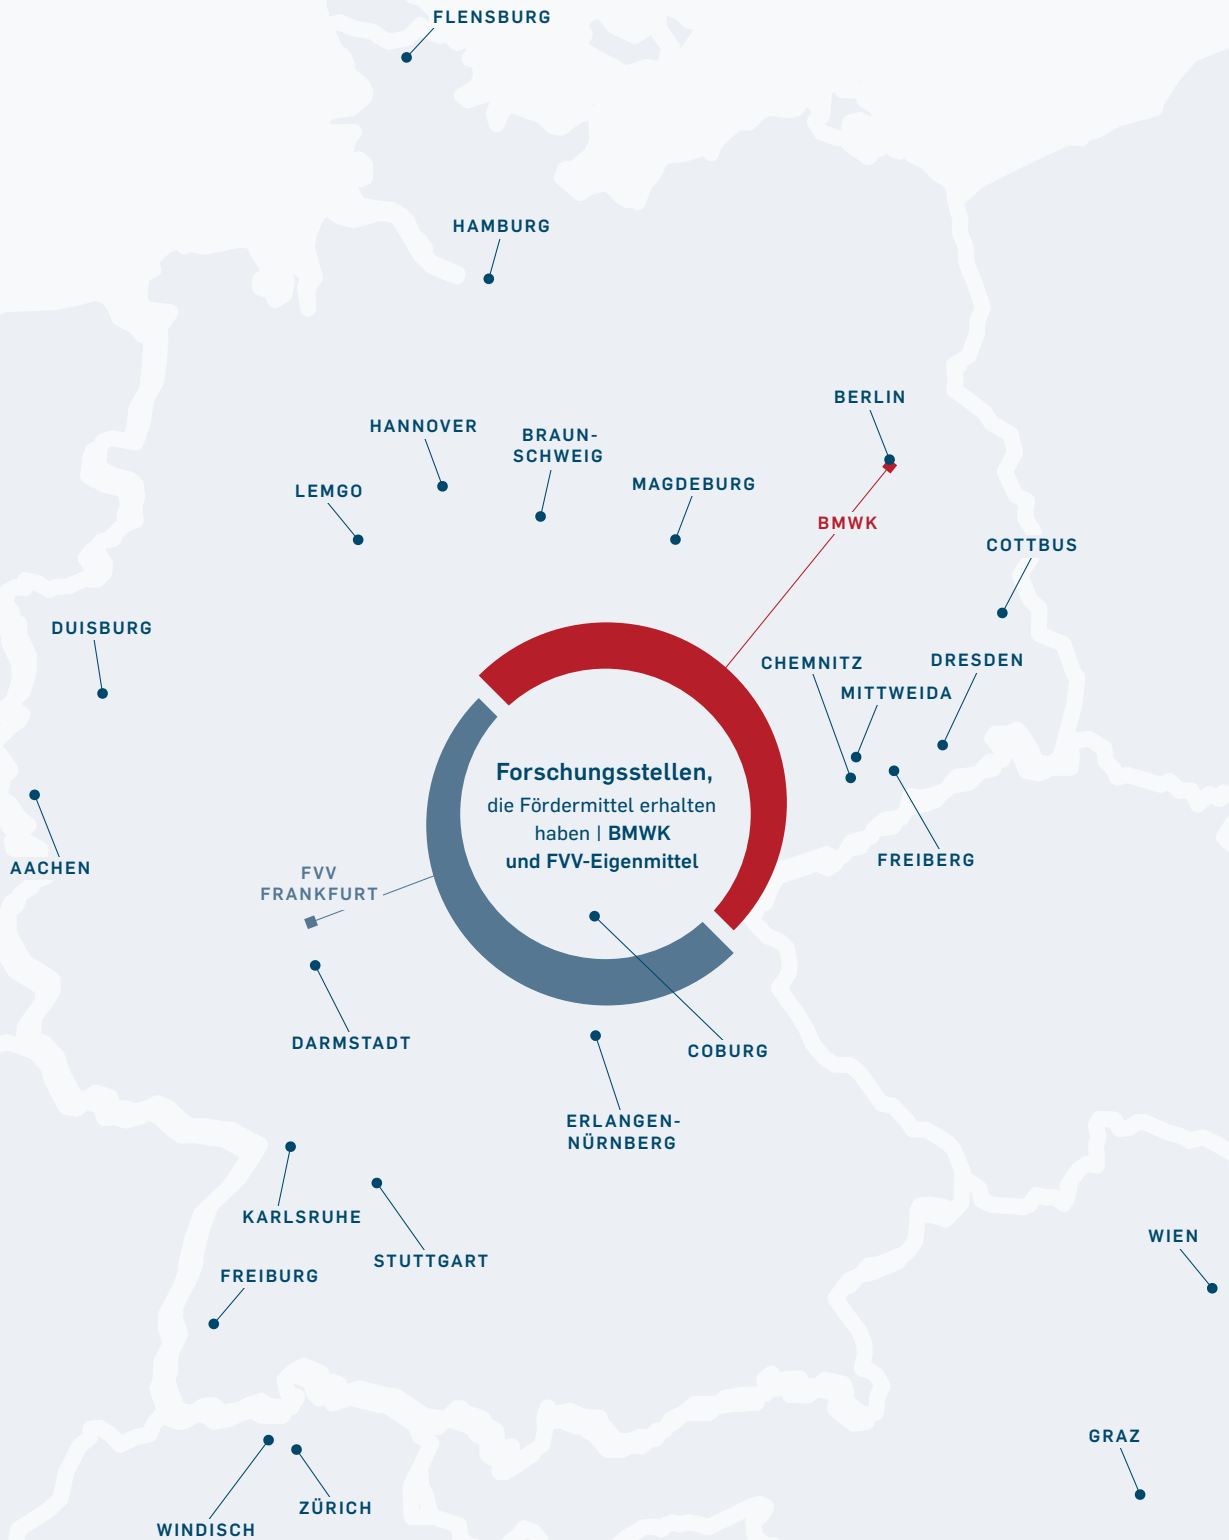 FLENSBURG
HAMBURG
BERLIN
HANNOVER
BRAUN-
SCHWEIG
MAGDEBURG
LEMGO
BMWK
COTTBUS
DUISBURG
CHEMNITZ
DRESDEN
MITTWEIDA
Forschungsstellen,
die Fördermittel erhalten
haben | BMWK
und FVV-Eigenmittel
AACHEN
FVV
FRANKFURT
FREIBERG
DARMSTADT
COBURG
ERLANGEN-
NÜRNBERG
KARLSRUHE
STUTTGART
WIEN
FREIBURG
GRAZ
ZÜRICH
WINDISCH